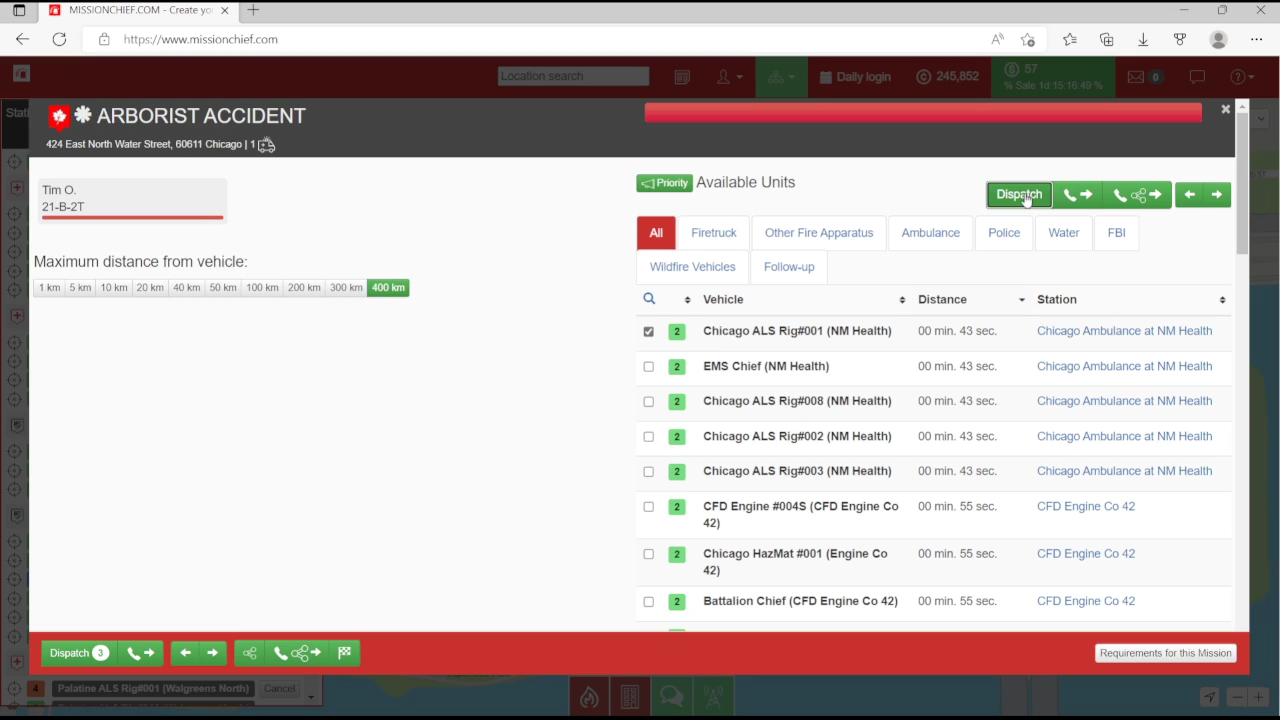 MISSIONCHIEF.COM - Create yo
https://www.missionchief.com
Location search
Daily login
245,852
57
% Sale 1d 15:16:49 %
0
Stati
ARBORIST ACCIDENT
424 East North Water Street, 60611 Chicago | 1
Tim O.
21-B-2T
Maximum distance from vehicle:
1 km 5 km 10 km 20 km 40 km 50 km 100 km 200 km 300 km 400 km
Priority Available Units
Dispatch
All Firetruck Other Fire Apparatus Ambulance Police Water FBI
Wildfire Vehicles Follow-up
Vehicle Distance Station
2 Chicago ALS Rig#001 (NM Health) 00 min. 43 sec. Chicago Ambulance at NM Health
2 EMS Chief (NM Health) 00 min. 43 sec. Chicago Ambulance at NM Health
2 Chicago ALS Rig#008 (NM Health) 00 min. 43 sec. Chicago Ambulance at NM Health
2 Chicago ALS Rig#002 (NM Health) 00 min. 43 sec. Chicago Ambulance at NM Health
2 Chicago ALS Rig#003 (NM Health) 00 min. 43 sec. Chicago Ambulance at NM Health
2 CFD Engine #004S (CFD Engine Co 00 min. 55 sec. CFD Engine Co 42
42)
2 Chicago HazMat #001 (Engine Co 00 min. 55 sec. CFD Engine Co 42
42)
2 Battalion Chief (CFD Engine Co 42) 00 min. 55 sec. CFD Engine Co 42
Dispatch 3
Requirements for this Mission
4 Palatine ALS Rig#001 (Walgreens North) Cancel